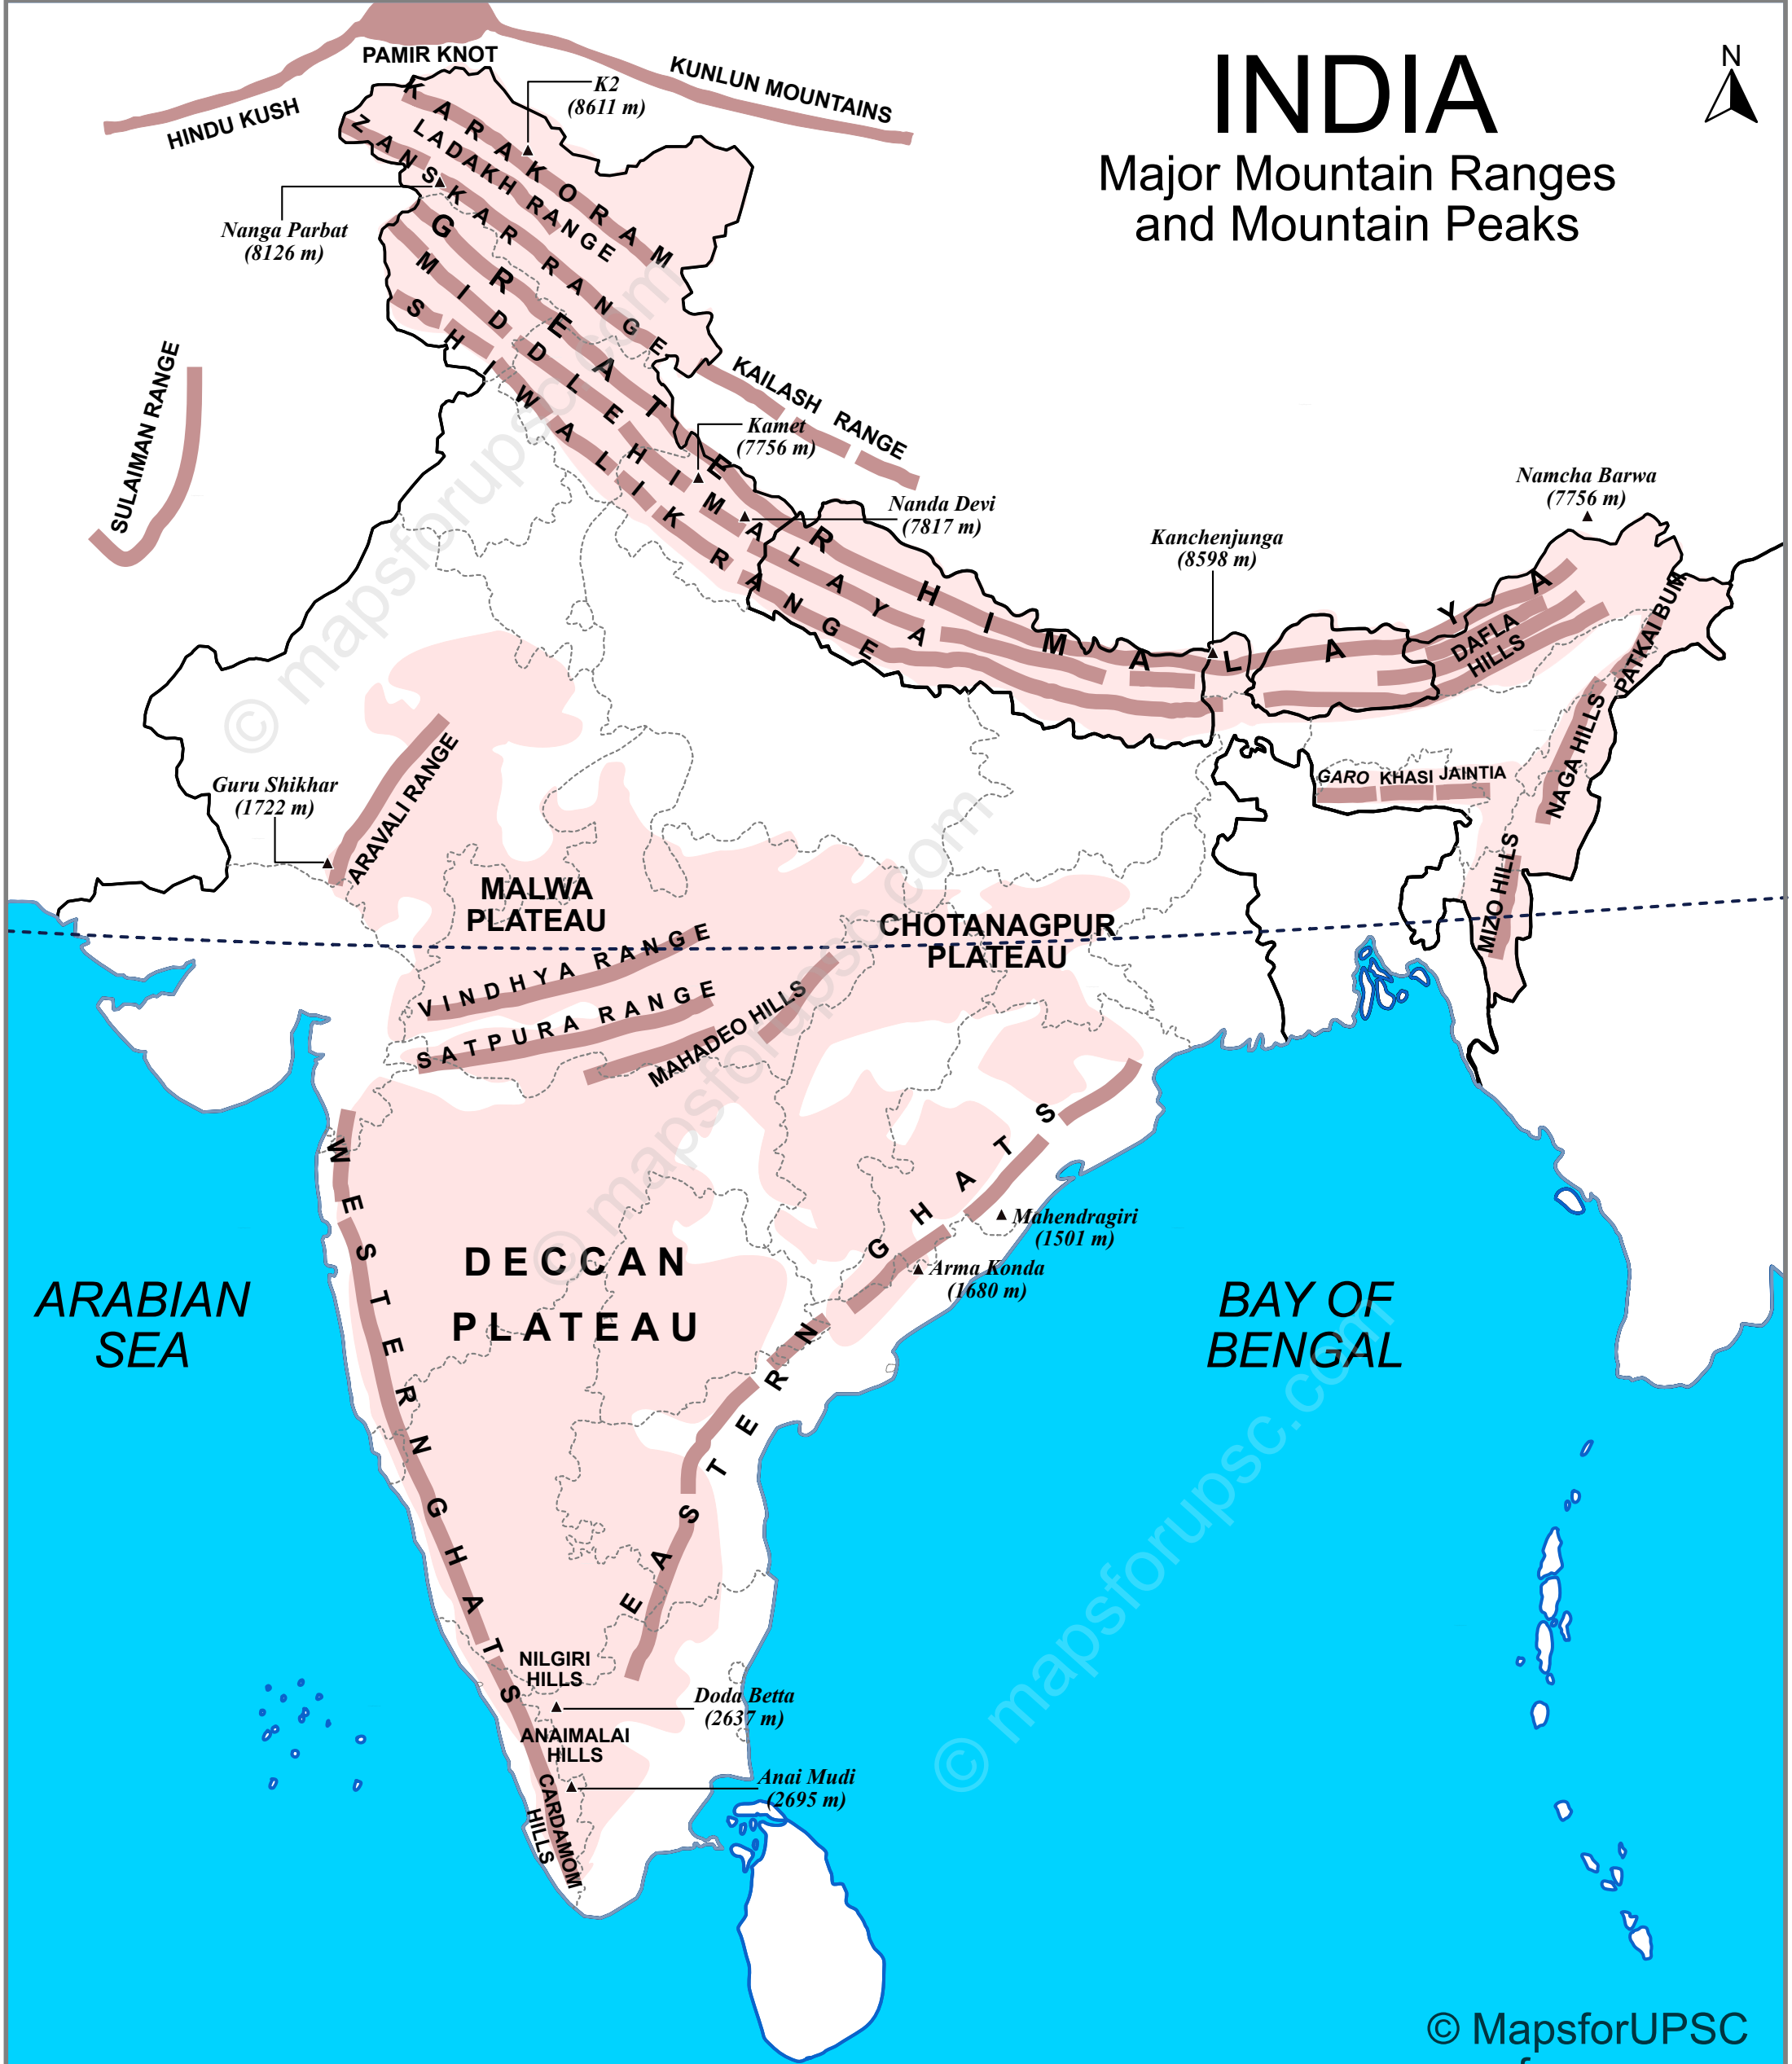 INDIA
Major Mountain Ranges
and Mountain Peaks
N
PAMIR KNOT
HINDU KUSH
KUNLUN MOUNTAINS
K2
(8611 m)
KARAKORAM
LADAKH RANGE
ZANSKAR RANGE
Nanga Parbat
(8126 m)
GREATER HIMALAYA
MIDDLE HIMALAYA
SHIWALIK RANGE
KAILASH RANGE
SULAIMAN RANGE
Kamet
(7756 m)
Nanda Devi
(7817 m)
Kanchenjunga
(8598 m)
Namcha Barwa
(7756 m)
DAFLA
HILLS
PATKAI BUM
NAGA HILLS
GARO KHASI JAINTIA
MIZO HILLS
Guru Shikhar
(1722 m)
ARAVALI RANGE
MALWA
PLATEAU
CHOTANAGPUR
PLATEAU
VINDHYA RANGE
SATPURA RANGE
MAHADEO HILLS
WESTERN GHATS
EASTERN GHATS
DECCAN
PLATEAU
Mahendragiri
(1501 m)
Arma Konda
(1680 m)
ARABIAN
SEA
BAY OF
BENGAL
NILGIRI
HILLS
Doda Betta
(2637 m)
ANAIMALAI
HILLS
Anai Mudi
(2695 m)
CARDAMOM
HILLS
© mapsforupsc.com
© mapsforupsc.com
© mapsforupsc.com
© MapsforUPSC